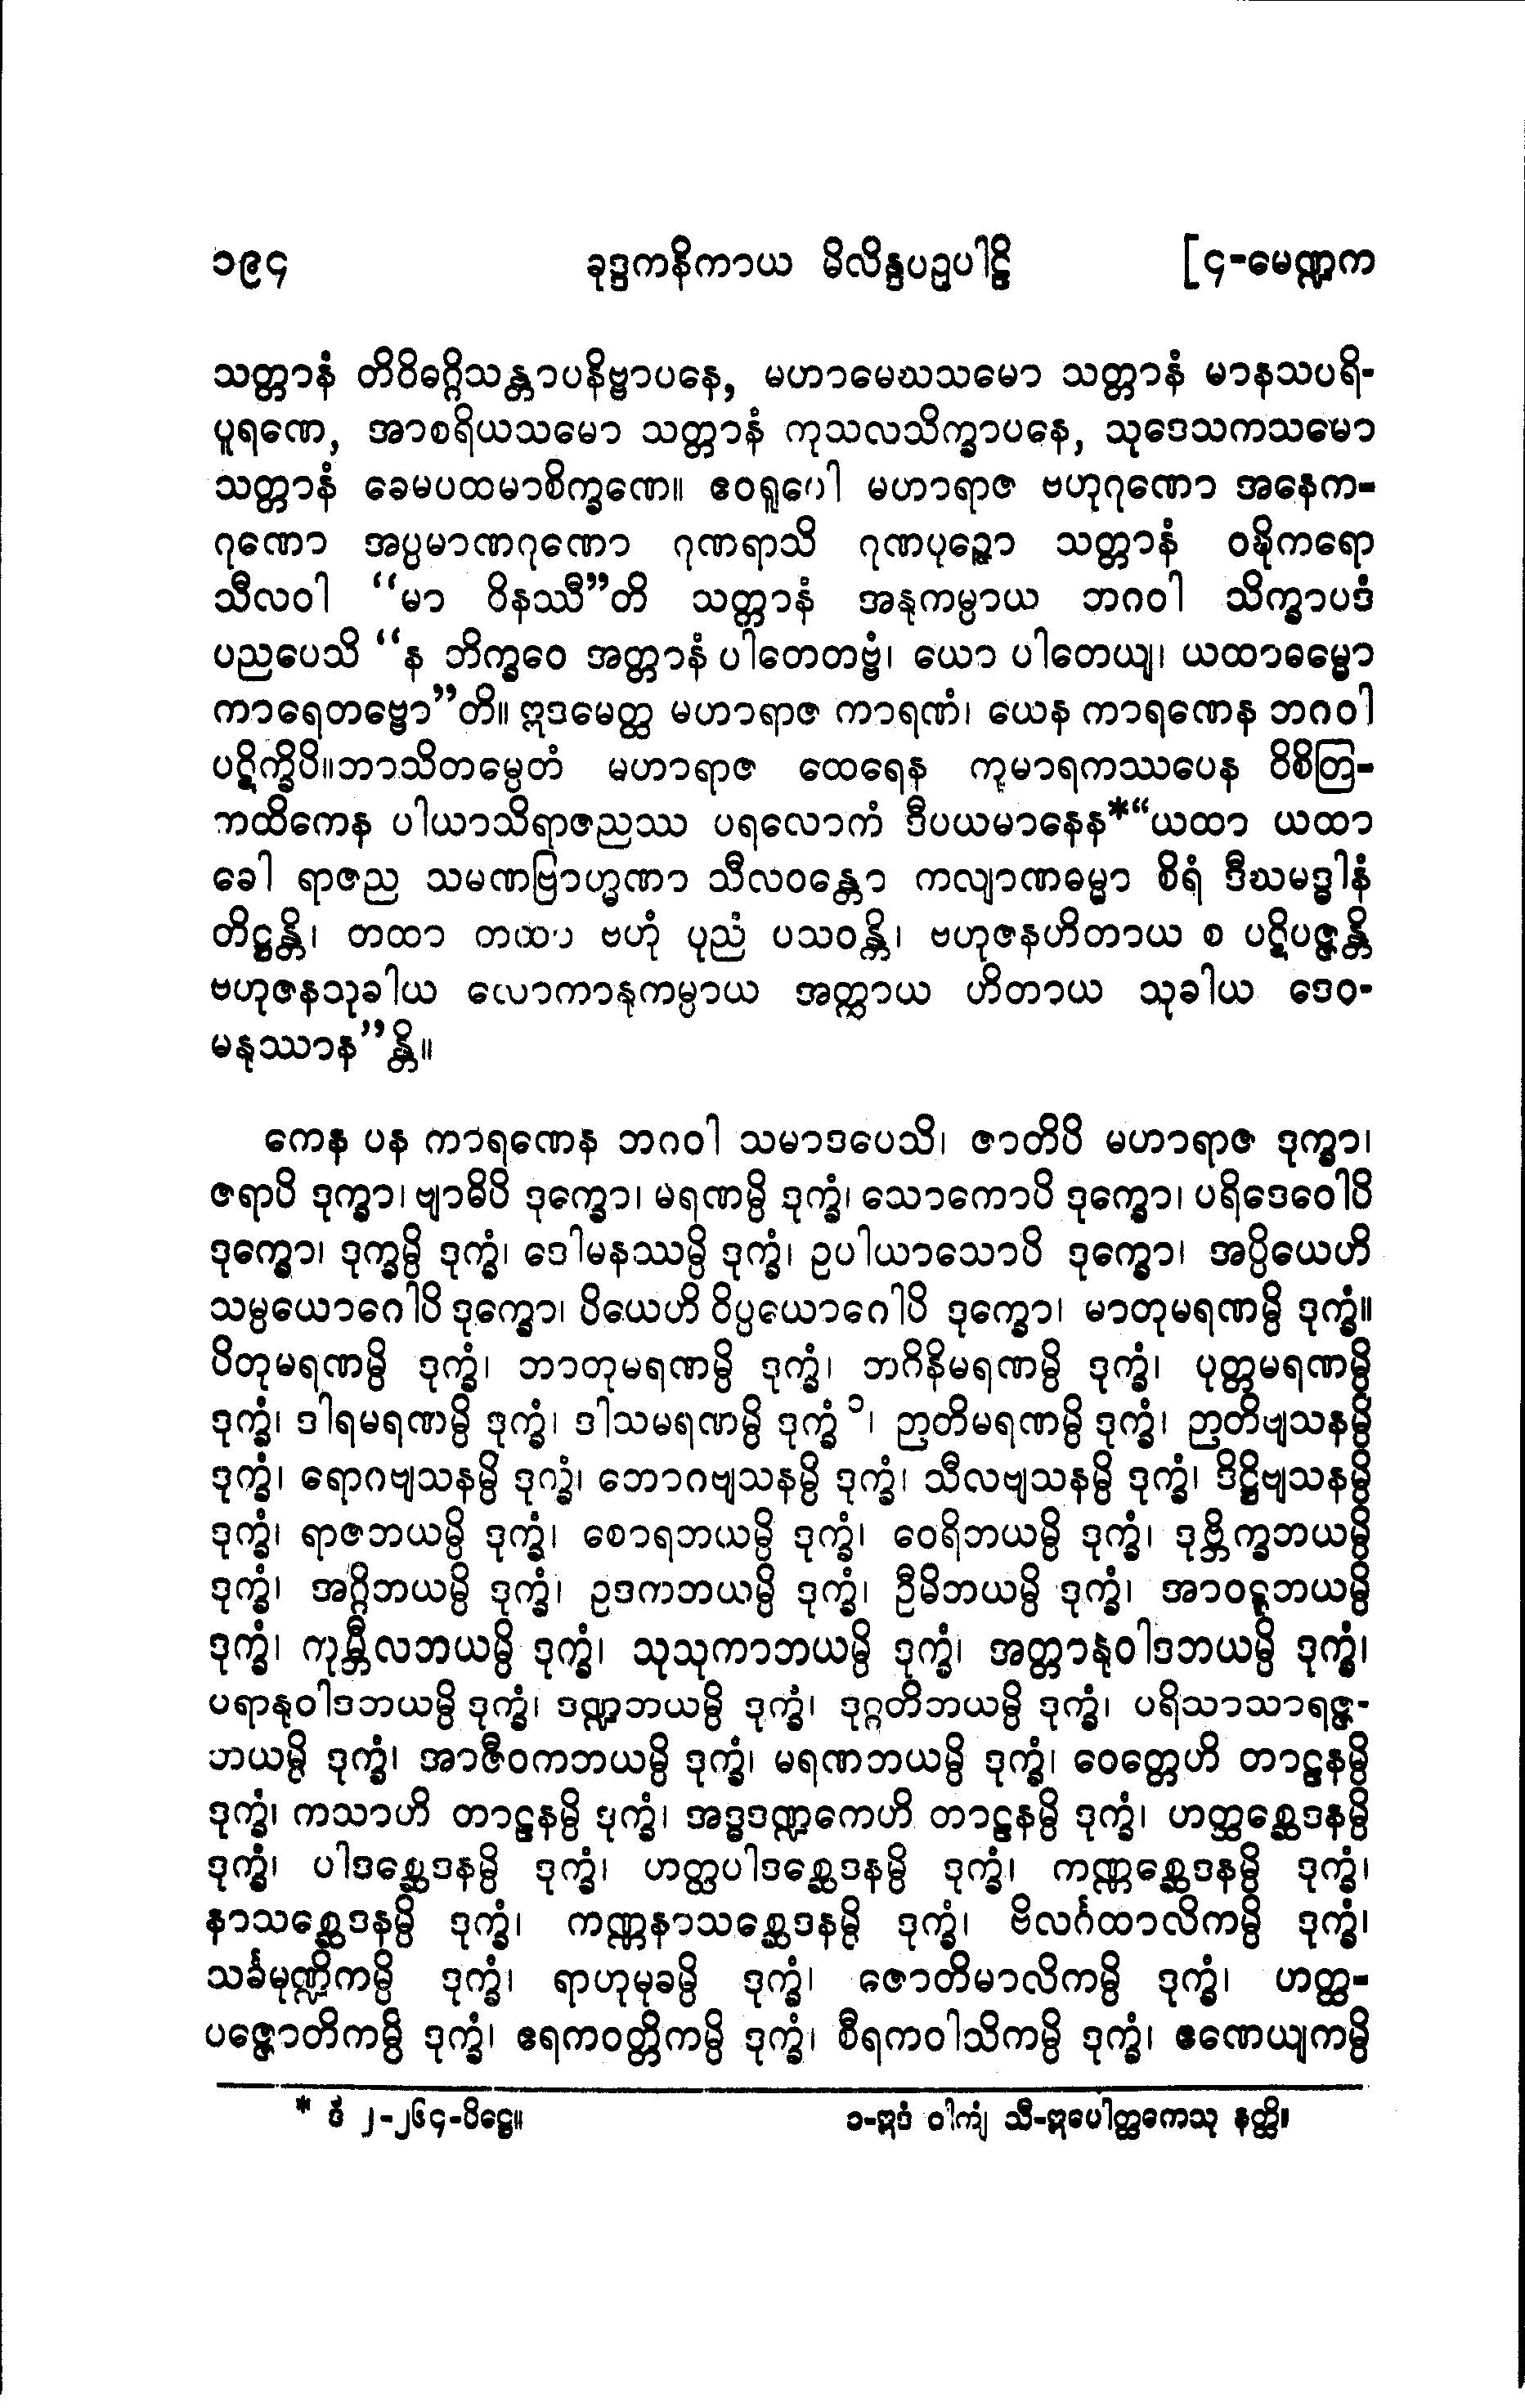 ၁၉၄ ခုဒ္ဒကနိကာယ မိလိန္ဒပဉှပါဠိ [၄-မေဏ္ဍက
သတ္တာနံ တိဝိဓဂ္ဂိသန္တာပနိဗ္ဗာပနေ, မဟာမေဃသမော သတ္တာနံ မာနသပရိ-
ပူရဏေ, အာစရိယသမော သတ္တာနံ ကုသလသိက္ခာပနေ, သုဒေသကသမော
သတ္တာနံ ခေမပထမာစိက္ခဏေ။ ဧဝရူပေါ မဟာရာဇ ဗဟုဂုဏော အနေက-
ဂုဏော အပ္ပမာဏဂုဏော ဂုဏရာသိ ဂုဏပုဉ္ဇော သတ္တာနံ ဝဍ္ဎိကရော
သီလဝါ “မာ ဝိနဿီ”တိ သတ္တာနံ အနုကမ္ပာယ ဘဂဝါ သိက္ခာပဒံ
ပညပေသိ “န ဘိက္ခဝေ အတ္တာနံ ပါတေတဗ္ဗံ၊ ယော ပါတေယျ၊ ယထာဓမ္မော
ကာရေတဗ္ဗော”တိ။ ဣဒမေတ္ထ မဟာရာဇ ကာရဏံ၊ ယေန ကာရဏေန ဘဂဝါ
ပဋိက္ခိပိ။ဘာသိတမ္ပေတံ မဟာရာဇ ထေရေန ကုမာရကဿပေန ဝိစိတြ-
ကထိကေန ပါယာသိရာဇညဿ ပရလောကံ ဒီပယမာနေန*“ယထာ ယထာ
ခေါ ရာဇည သမဏဗြာဟ္မဏာ သီလဝန္တော ကလျာဏဓမ္မာ စိရံ ဒီဃမဒ္ဓါနံ
တိဋ္ဌန္တိ၊ တထာ တထာ ဗဟုံ ပုညံ ပသဝန္တိ၊ ဗဟုဇနဟိတာယ စ ပဋိပဇ္ဇန္တိ
ဗဟုဇနသုခါယ လောကာနုကမ္ပာယ အတ္ထာယ ဟိတာယ သုခါယ ဒေဝ-
မနုဿာန”န္တိ။
ကေန ပန ကာရဏေန ဘဂဝါ သမာဒပေသိ၊ ဇာတိပိ မဟာရာဇ ဒုက္ခာ၊
ဇရာပိ ဒုက္ခာ၊ ဗျာဓိပိ ဒုက္ခော၊ မရဏမ္ပိ ဒုက္ခံ၊ သောကောပိ ဒုက္ခော၊ ပရိဒေဝေါပိ
ဒုက္ခော၊ ဒုက္ခမ္ပိ ဒုက္ခံ၊ ဒေါမနဿမ္ပိ ဒုက္ခံ၊ ဥပါယာသောပိ ဒုက္ခော၊ အပ္ပိယေဟိ
သမ္ပယောဂေါပိ ဒုက္ခော၊ ပိယေဟိ ဝိပ္ပယောဂေါပိ ဒုက္ခော၊ မာတုမရဏမ္ပိ ဒုက္ခံ။
ပိတုမရဏမ္ပိ ဒုက္ခံ၊ ဘာတုမရဏမ္ပိ ဒုက္ခံ၊ ဘဂိနိမရဏမ္ပိ ဒုက္ခံ၊ ပုတ္တမရဏမ္ပိ
ဒုက္ခံ၊ ဒါရမရဏမ္ပိ ဒုက္ခံ၊ ဒါသမရဏမ္ပိ ဒုက္ခံ ၁၊ ဉာတိမရဏမ္ပိ ဒုက္ခံ၊ ဉာတိဗျသနမ္ပိ
ဒုက္ခံ၊ ရောဂဗျသနမ္ပိ ဒုက္ခံ၊ ဘောဂဗျသနမ္ပိ ဒုက္ခံ၊ သီလဗျသနမ္ပိ ဒုက္ခံ၊ ဒိဋ္ဌိဗျသနမ္ပိ
ဒုက္ခံ၊ ရာဇဘယမ္ပိ ဒုက္ခံ၊ စောရဘယမ္ပိ ဒုက္ခံ၊ ဝေရိဘယမ္ပိ ဒုက္ခံ၊ ဒုဗ္ဘိက္ခဘယမ္ပိ
ဒုက္ခံ၊ အဂ္ဂိဘယမ္ပိ ဒုက္ခံ၊ ဥဒကဘယမ္ပိ ဒုက္ခံ၊ ဦမိဘယမ္ပိ ဒုက္ခံ၊ အာဝဋ္ဋဘယမ္ပိ
ဒုက္ခံ၊ ကုမ္ဘီလဘယမ္ပိ ဒုက္ခံ၊ သုသုကာဘယမ္ပိ ဒုက္ခံ၊ အတ္တာနုဝါဒဘယမ္ပိ ဒုက္ခံ၊
ပရာနုဝါဒဘယမ္ပိ ဒုက္ခံ၊ ဒဏ္ဍဘယမ္ပိ ဒုက္ခံ၊ ဒုဂ္ဂတိဘယမ္ပိ ဒုက္ခံ၊ ပရိသာသာရဇ္ဇ-
ဘယမ္ပိ ဒုက္ခံ၊ အာဇီဝကဘယမ္ပိ ဒုက္ခံ၊ မရဏဘယမ္ပိ ဒုက္ခံ၊ ဝေတ္တေဟိ တာဠနမ္ပိ
ဒုက္ခံ၊ ကသာဟိ တာဠနမ္ပိ ဒုက္ခံ၊ အဒ္ဓဒဏ္ဍကေဟိ တာဠနမ္ပိ ဒုက္ခံ၊ ဟတ္ထစ္ဆေဒနမ္ပိ
ဒုက္ခံ၊ ပါဒစ္ဆေဒနမ္ပိ ဒုက္ခံ၊ ဟတ္ထပါဒစ္ဆေဒနမ္ပိ ဒုက္ခံ၊ ကဏ္ဏစ္ဆေဒနမ္ပိ ဒုက္ခံ၊
နာသစ္ဆေဒနမ္ပိ ဒုက္ခံ၊ ကဏ္ဏနာသစ္ဆေဒနမ္ပိ ဒုက္ခံ၊ ဗိလင်္ဂထာလိကမ္ပိ ဒုက္ခံ၊
သင်္ခမုဏ္ဍိကမ္ပိ ဒုက္ခံ၊ ရာဟုမုခမ္ပိ ဒုက္ခံ၊ ဇောတိမာလိကမ္ပိ ဒုက္ခံ၊ ဟတ္ထ-
ပဇ္ဇောတိကမ္ပိ ဒုက္ခံ၊ ဧရကဝတ္တိကမ္ပိ ဒုက္ခံ၊ စီရကဝါသိကမ္ပိ ဒုက္ခံ၊ ဧဏေယျကမ္ပိ
* ဒီ ၂-၂၆၄-ပိဋ္ဌေ။ ၁-ဣဒံ ဝါကျံ သီ-ဣပေါတ္ထကေသု နတ္ထိ။